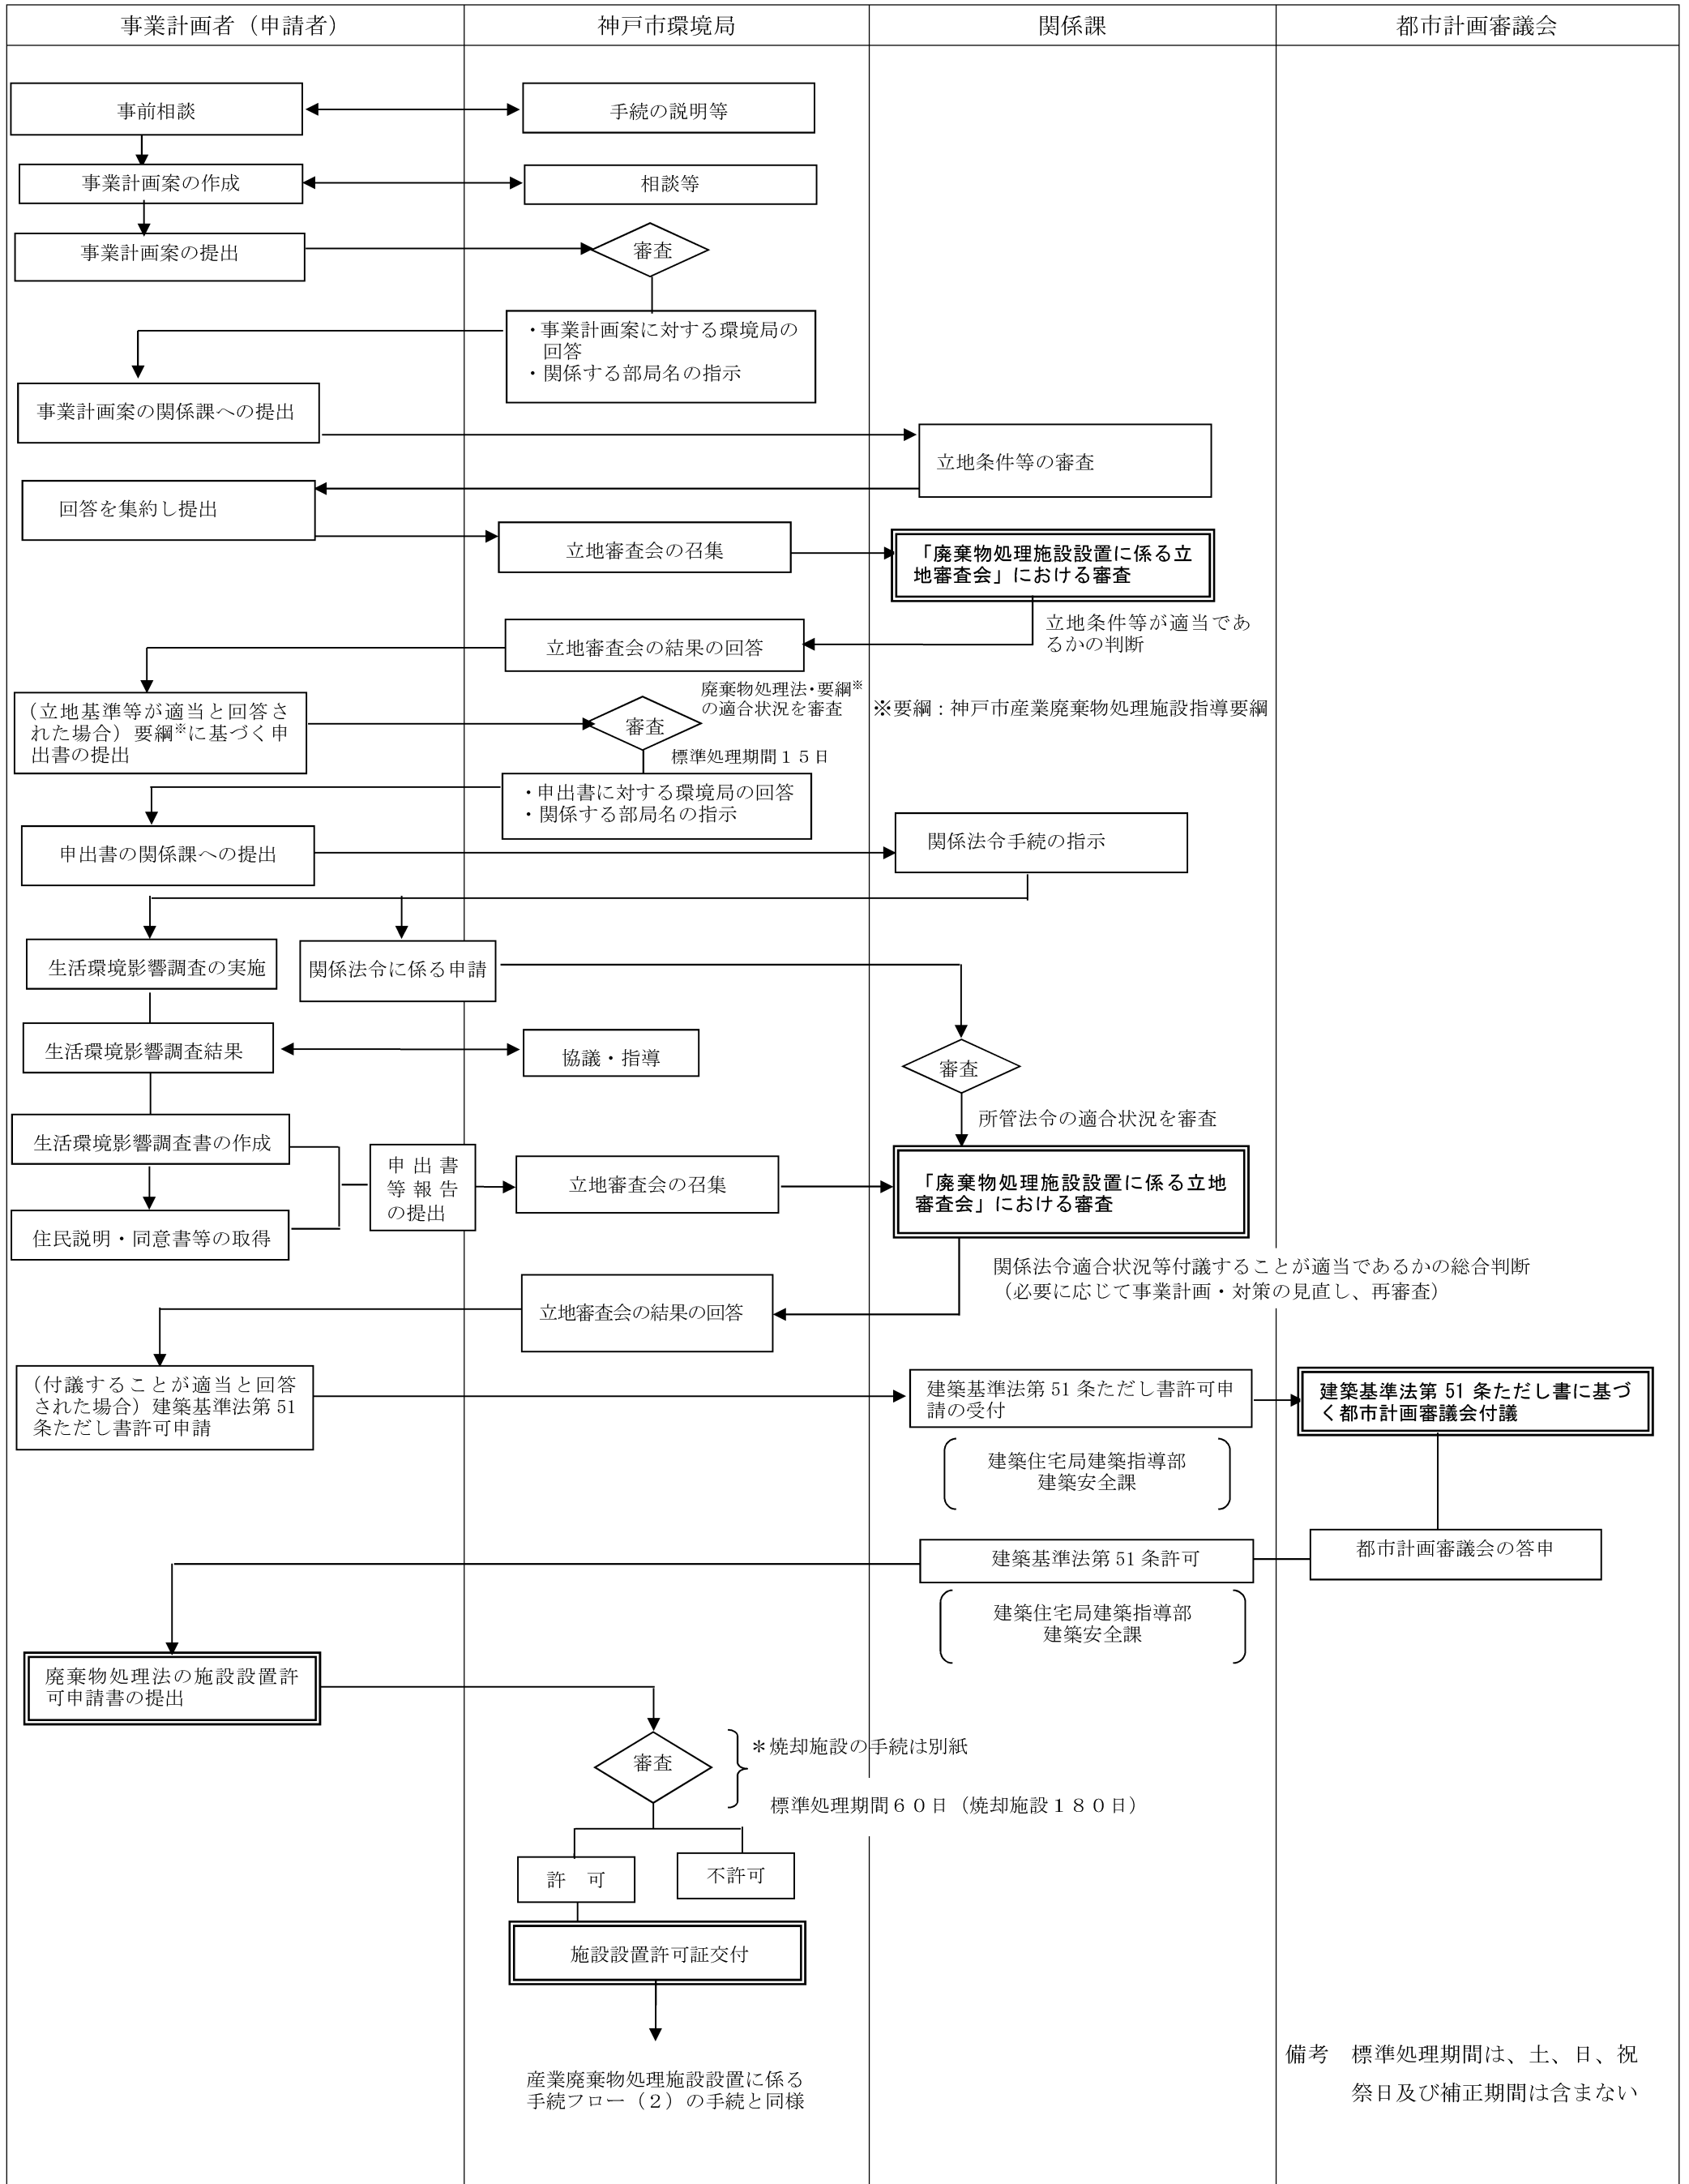 事業計画者（申請者）
神戸市環境局
関係課
都市計画審議会
事前相談
手続の説明等
事業計画案の作成
相談等
事業計画案の提出
審査
・事業計画案に対する環境局の
回答
・関係する部局名の指示
事業計画案の関係課への提出
立地条件等の審査
回答を集約し提出
立地審査会の召集
「廃棄物処理施設設置に係る立
地審査会」における審査
立地条件等が適当であ
るかの判断
立地審査会の結果の回答
（立地基準等が適当と回答さ
れた場合）要綱※に基づく申
出書の提出
審査
廃棄物処理法・要綱※
の適合状況を審査
※要綱：神戸市産業廃棄物処理施設指導要綱
標準処理期間１５日
・申出書に対する環境局の回答
・関係する部局名の指示
申出書の関係課への提出
関係法令手続の指示
生活環境影響調査の実施
関係法令に係る申請
生活環境影響調査結果
協議・指導
審査
所管法令の適合状況を審査
生活環境影響調査書の作成
申出書
等報告
の提出
立地審査会の召集
「廃棄物処理施設設置に係る立地
審査会」における審査
住民説明・同意書等の取得
関係法令適合状況等付議することが適当であるかの総合判断
（必要に応じて事業計画・対策の見直し、再審査）
立地審査会の結果の回答
（付議することが適当と回答
された場合）建築基準法第 51
条ただし書許可申請
建築基準法第 51 条ただし書許可申
請の受付
建築基準法第 51 条ただし書に基づ
く都市計画審議会付議
建築住宅局建築指導部
建築安全課
都市計画審議会の答申
建築基準法第 51 条許可
建築住宅局建築指導部
建築安全課
廃棄物処理法の施設設置許
可申請書の提出
審査
＊焼却施設の手続は別紙
標準処理期間６０日（焼却施設１８０日）
許　可
不許可
施設設置許可証交付
産業廃棄物処理施設設置に係る
手続フロー（２）の手続と同様
備考　標準処理期間は、土、日、祝
祭日及び補正期間は含まない